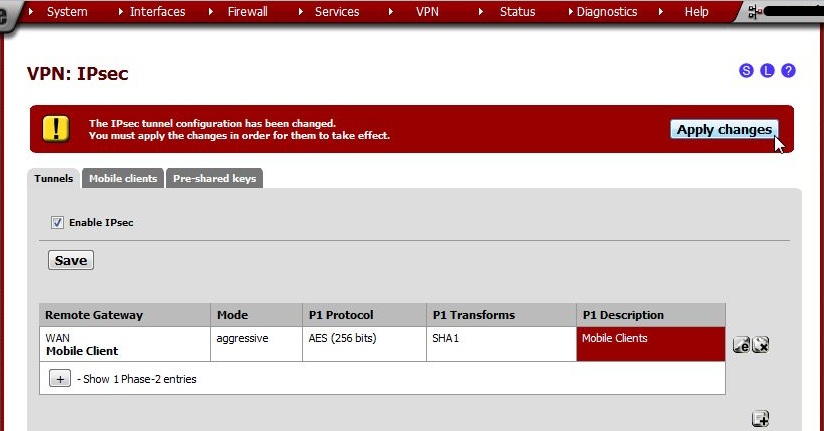 System Interfaces Firewall Services VPN Status Diagnostics Help
VPN: IPsec
S L ?
The IPsec tunnel configuration has been changed.
You must apply the changes in order for them to take effect.
Apply changes
Tunnels Mobile clients Pre-shared keys
Enable IPsec
Save
Remote Gateway Mode P1 Protocol P1 Transforms P1 Description
WAN aggressive AES (256 bits) SHA1 Mobile Clients
Mobile Client
+ - Show 1 Phase-2 entries